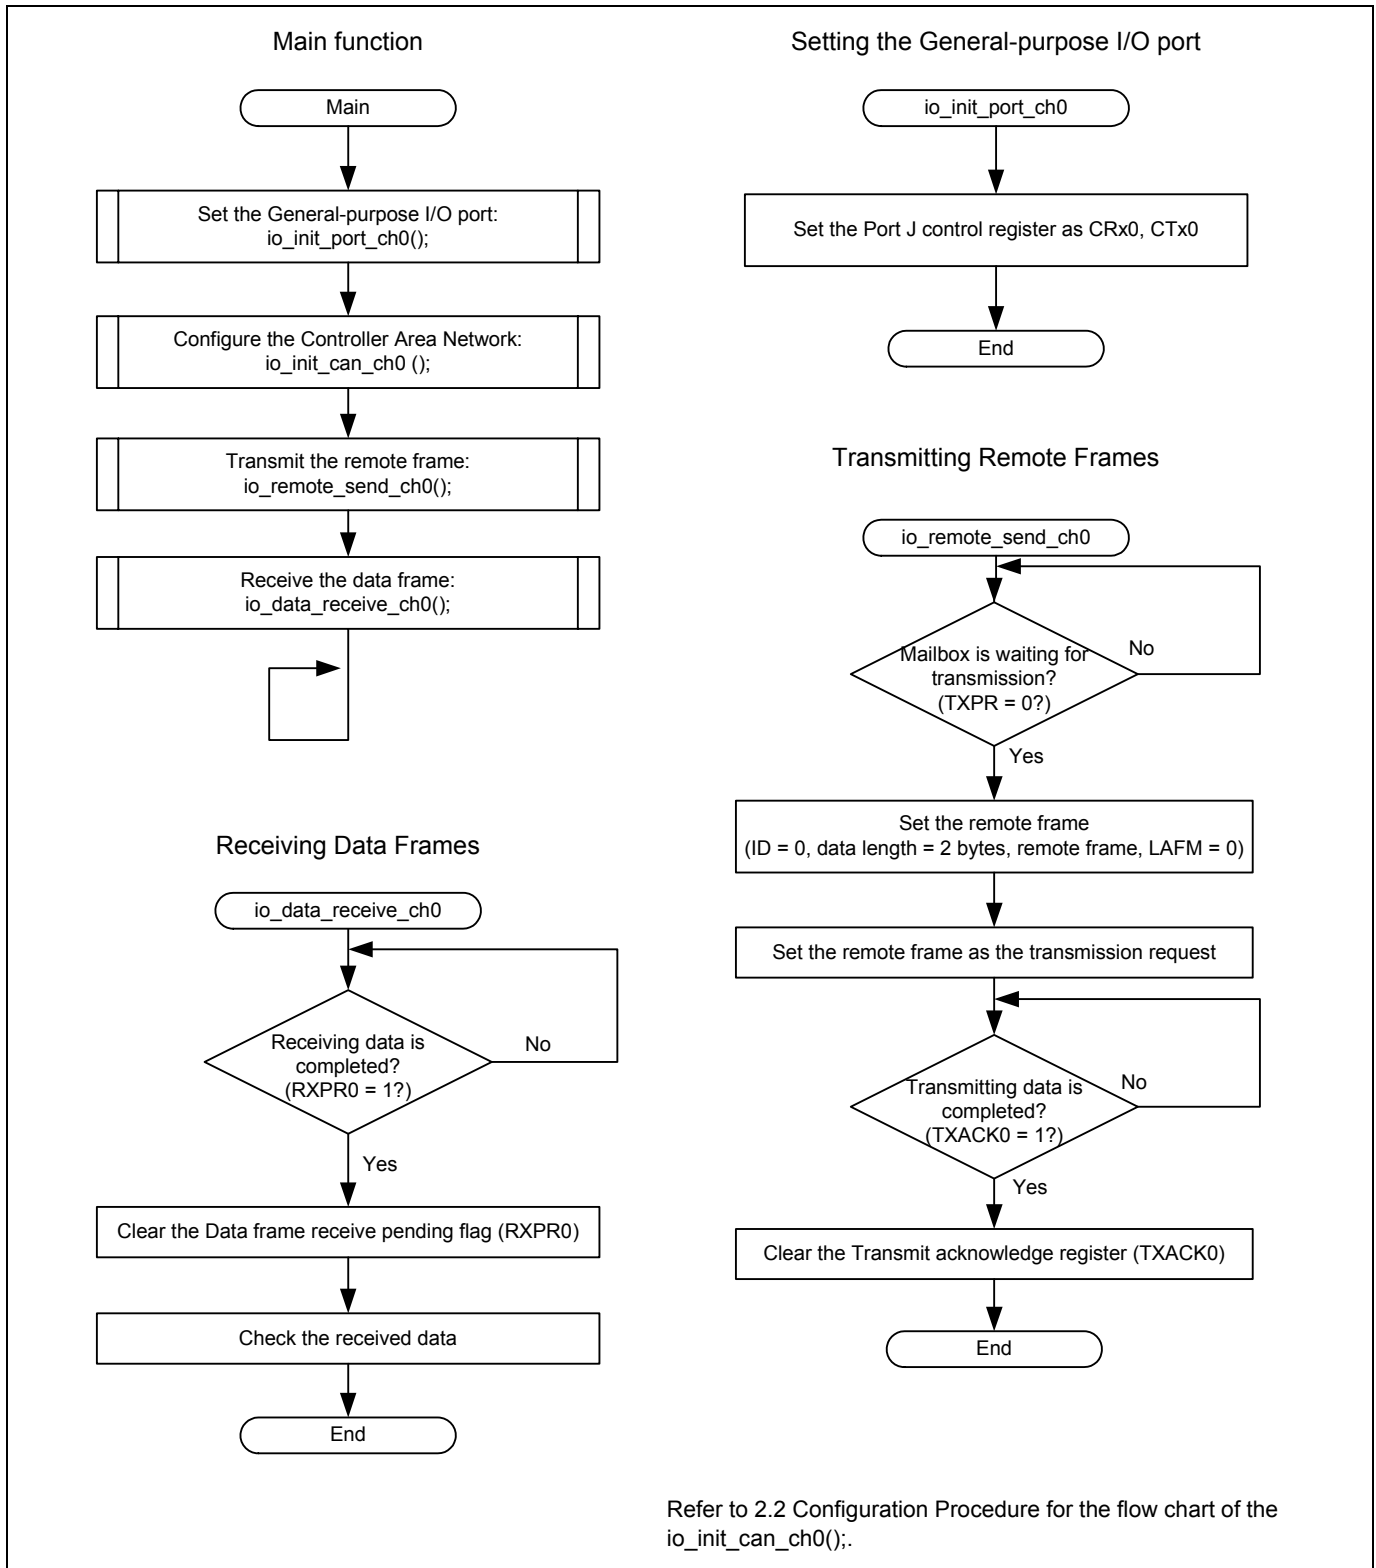 Main function
Main
Set the General-purpose I/O port:
io_init_port_ch0();
Configure the Controller Area Network:
io_init_can_ch0 ();
Transmit the remote frame:
io_remote_send_ch0();
Receive the data frame:
io_data_receive_ch0();
Setting the General-purpose I/O port
io_init_port_ch0
Set the Port J control register as CRx0, CTx0
End
Receiving Data Frames
io_data_receive_ch0
Receiving data is
completed?
(RXPR0 = 1?)
No
Yes
Clear the Data frame receive pending flag (RXPR0)
Check the received data
End
Transmitting Remote Frames
io_remote_send_ch0
Mailbox is waiting for
transmission?
(TXPR = 0?)
No
Yes
Set the remote frame
(ID = 0, data length = 2 bytes, remote frame, LAFM = 0)
Set the remote frame as the transmission request
Transmitting data is
completed?
(TXACK0 = 1?)
No
Yes
Clear the Transmit acknowledge register (TXACK0)
End
Refer to 2.2 Configuration Procedure for the flow chart of the
io_init_can_ch0();.